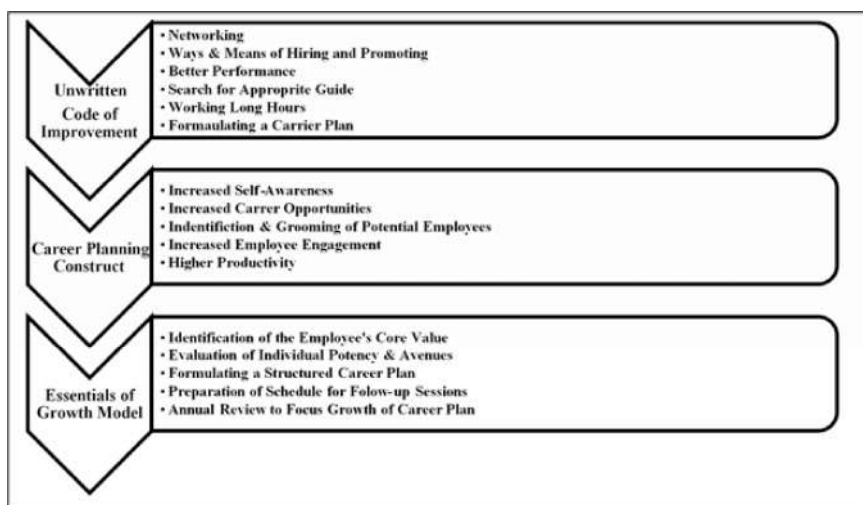 Unwritten
Code of
Improvement
• Networking
• Ways & Means of Hiring and Promoting
• Better Performance
• Search for Approprite Guide
• Working Long Hours
• Formaulating a Carrier Plan
Career Planning
Construct
• Increased Self-Awareness
• Increased Carrer Opportunities
• Indentifiction & Grooming of Potential Employees
• Increased Employee Engagement
• Higher Productivity
Essentials of
Growth Model
• Identification of the Employee's Core Value
• Evaluation of Individual Potency & Avenues
• Formulating a Structured Career Plan
• Preparation of Schedule for Folow-up Sessions
• Annual Review to Focus Growth of Career Plan